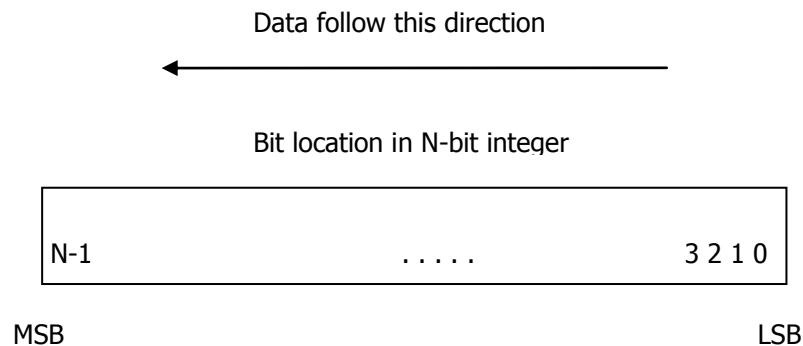 Data follow this direction
Bit location in N-bit integer
N-1 . . . . . 3 2 1 0
MSB LSB